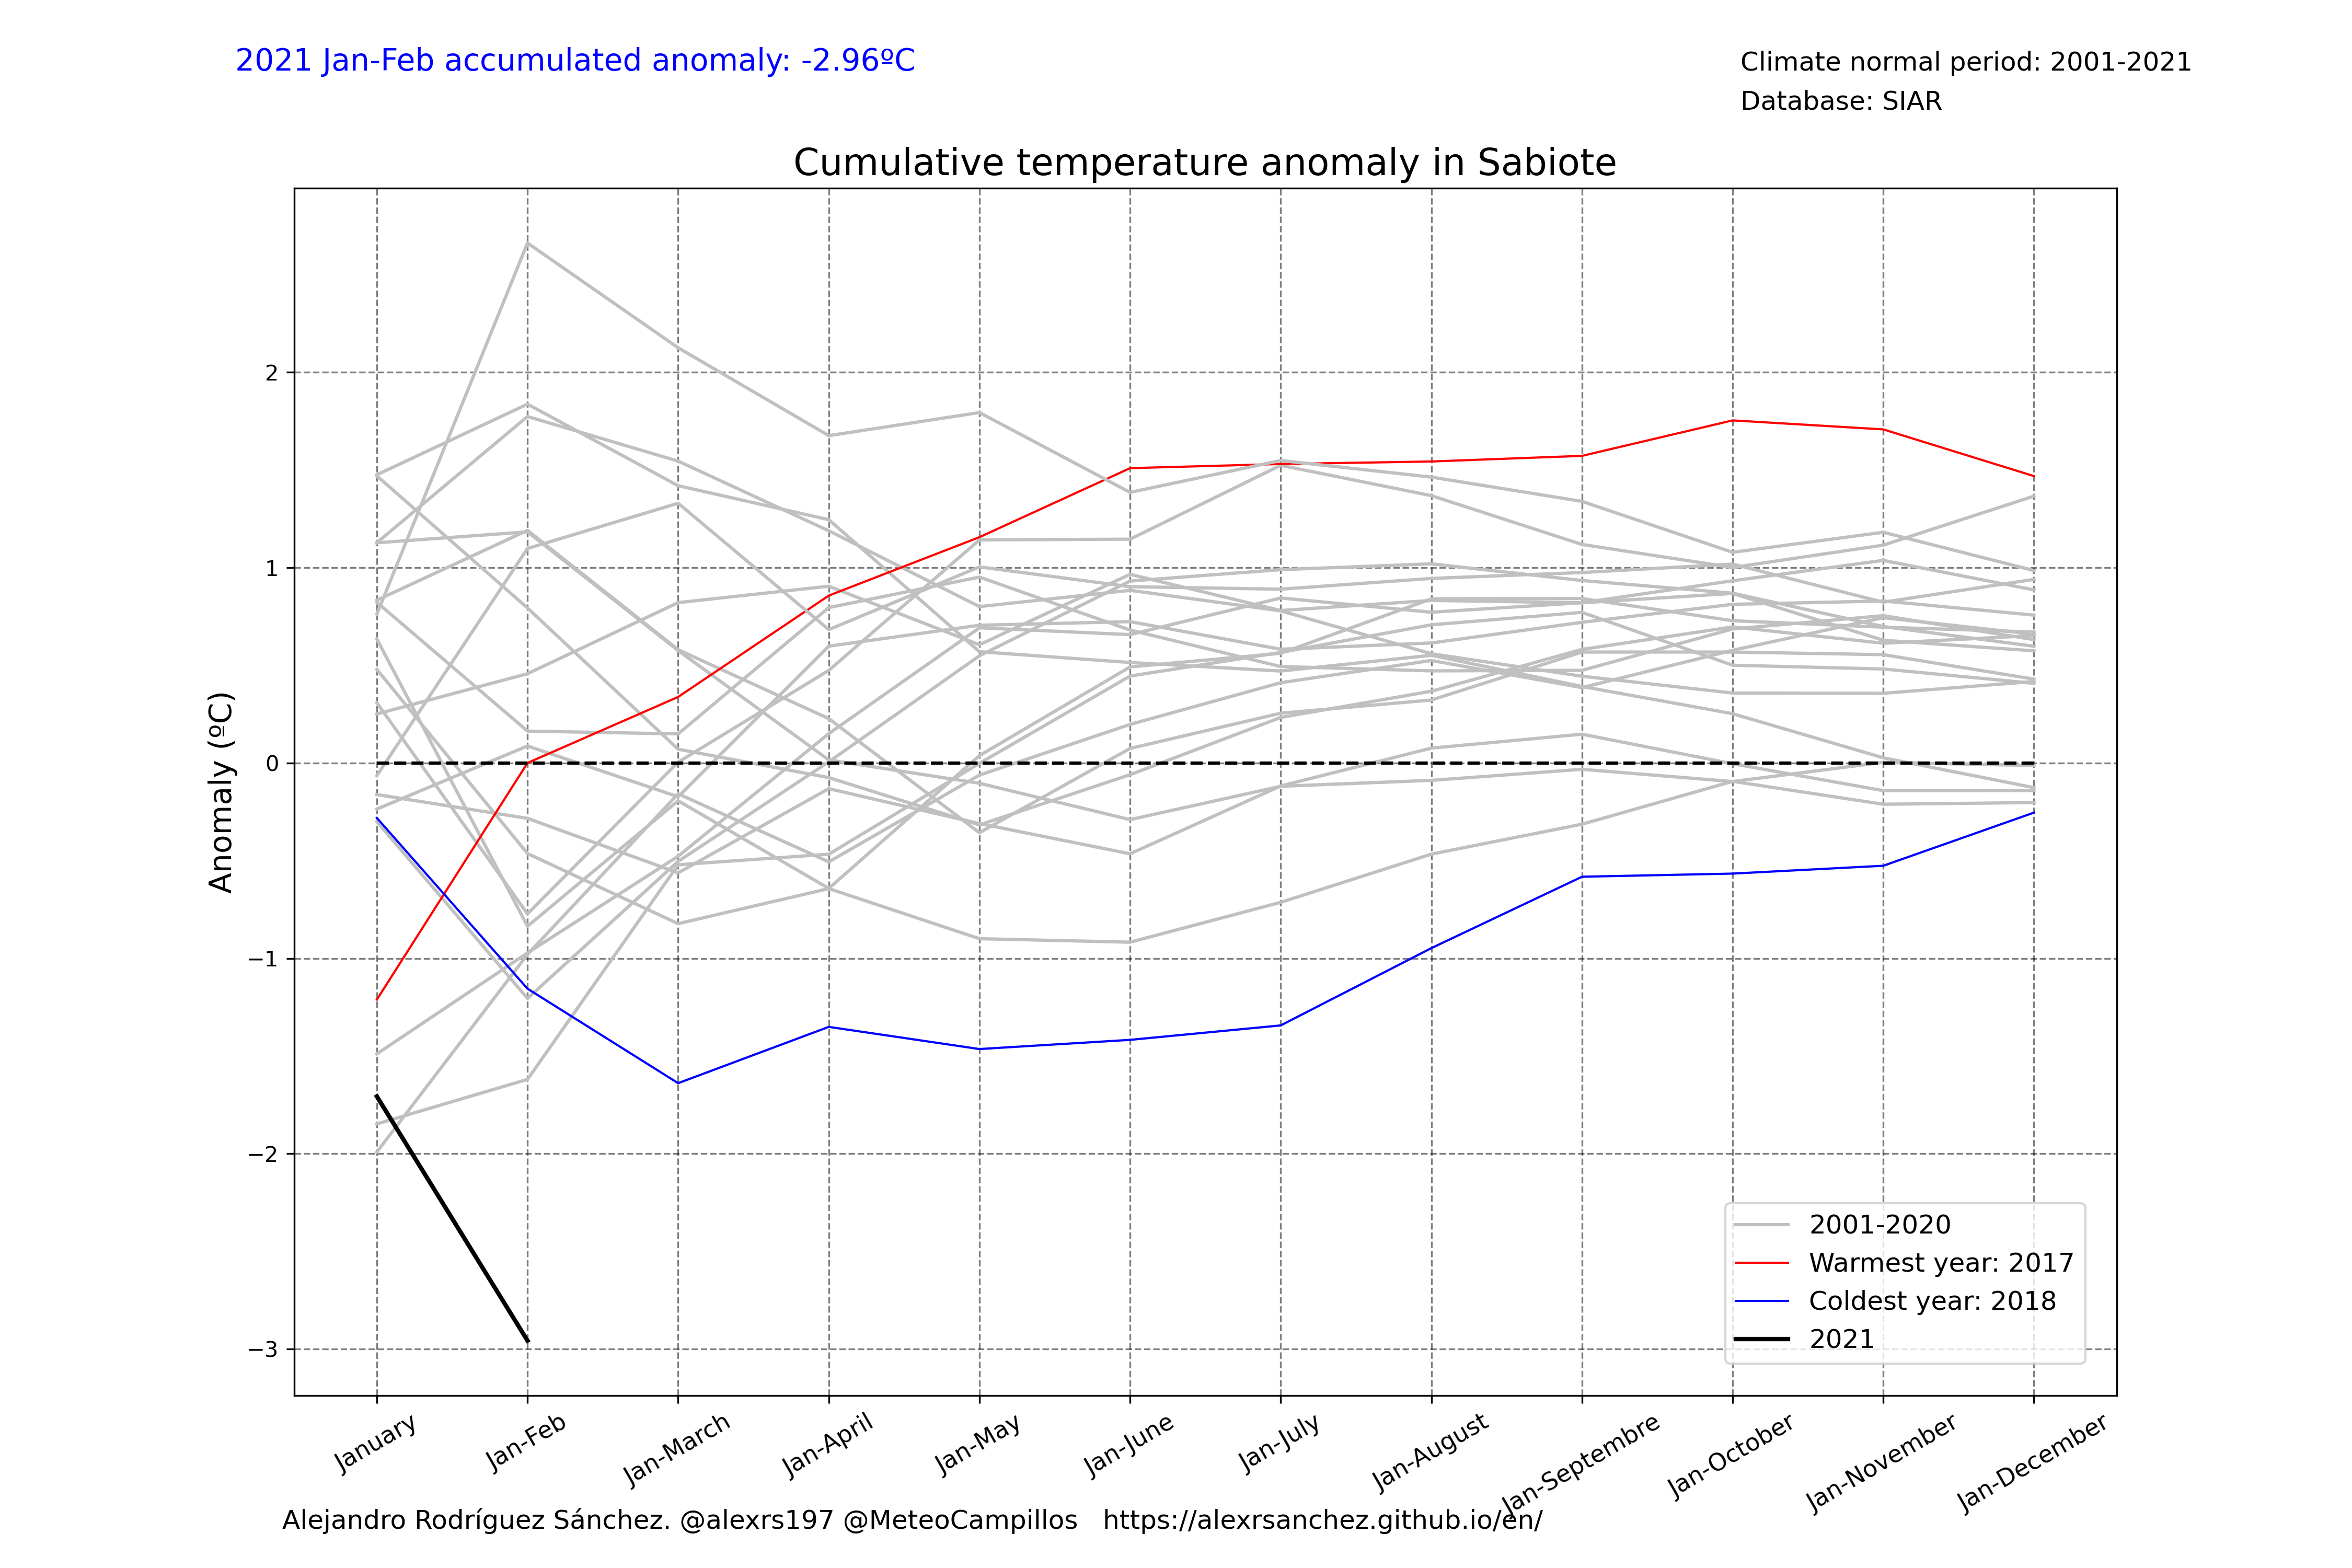 2021 Jan-Feb accumulated anomaly: -2.96ºC
Climate normal period: 2001-2021
Database: SIAR
Cumulative temperature anomaly in Sabiote
Anomaly (ºC)
2
1
0
−1
−2
−3
2001-2020
Warmest year: 2017
Coldest year: 2018
2021
January
Jan-Feb
Jan-March
Jan-April
Jan-May
Jan-June
Jan-July
Jan-August
Jan-Septembre
Jan-October
Jan-November
Jan-December
Alejandro Rodríguez Sánchez. @alexrs197 @MeteoCampillos   https://alexrsanchez.github.io/en/